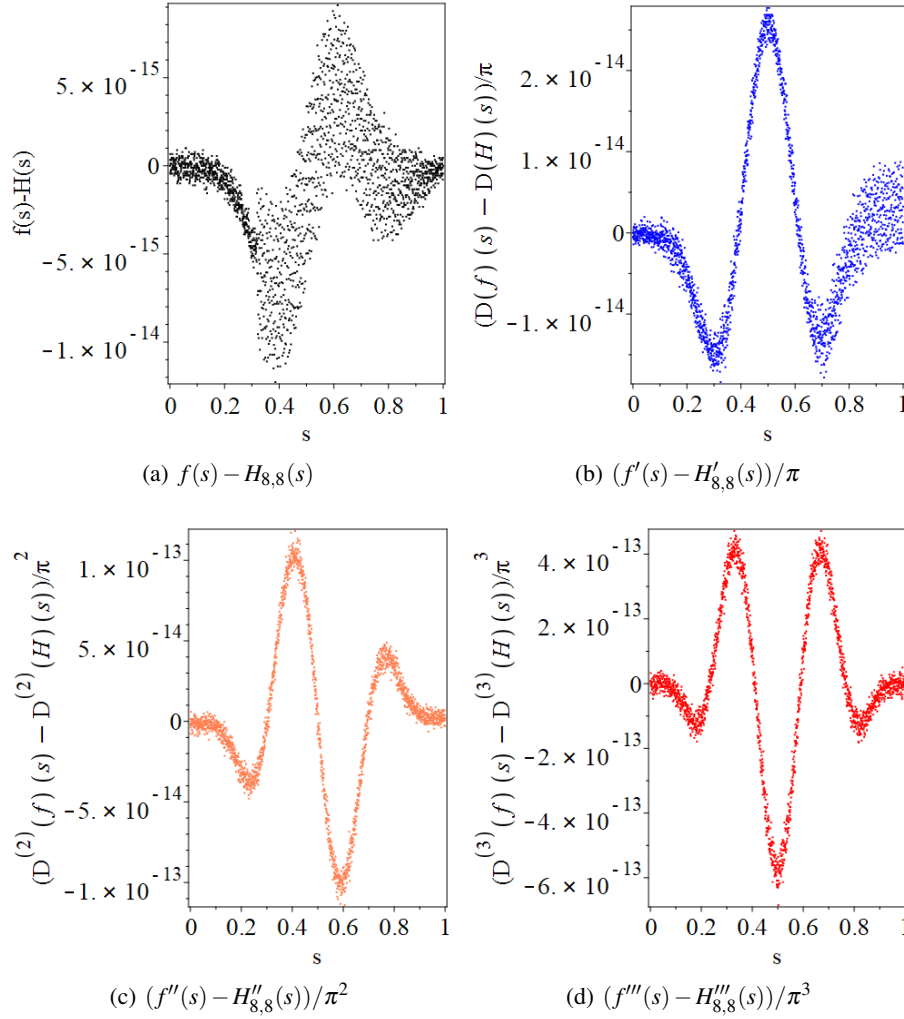 f(s)-H(s)
5. × 10^-15
0
-5. × 10^-15
-1. × 10^-14
0 0.2 0.4 0.6 0.8 1
s
(a) f(s) − H_{8,8}(s)
(D(f)(s) − D(H)(s))/π
2. × 10^-14
1. × 10^-14
0
-1. × 10^-14
0 0.2 0.4 0.6 0.8 1
s
(b) (f′(s) − H′_{8,8}(s))/π
(D^(2)(f)(s) − D^(2)(H)(s))/π^2
1. × 10^-13
5. × 10^-14
0
-5. × 10^-14
-1. × 10^-13
0 0.2 0.4 0.6 0.8 1
s
(c) (f′′(s) − H′′_{8,8}(s))/π^2
(D^(3)(f)(s) − D^(3)(H)(s))/π^3
4. × 10^-13
2. × 10^-13
0
-2. × 10^-13
-4. × 10^-13
-6. × 10^-13
0 0.2 0.4 0.6 0.8 1
s
(d) (f′′′(s) − H′′′_{8,8}(s))/π^3